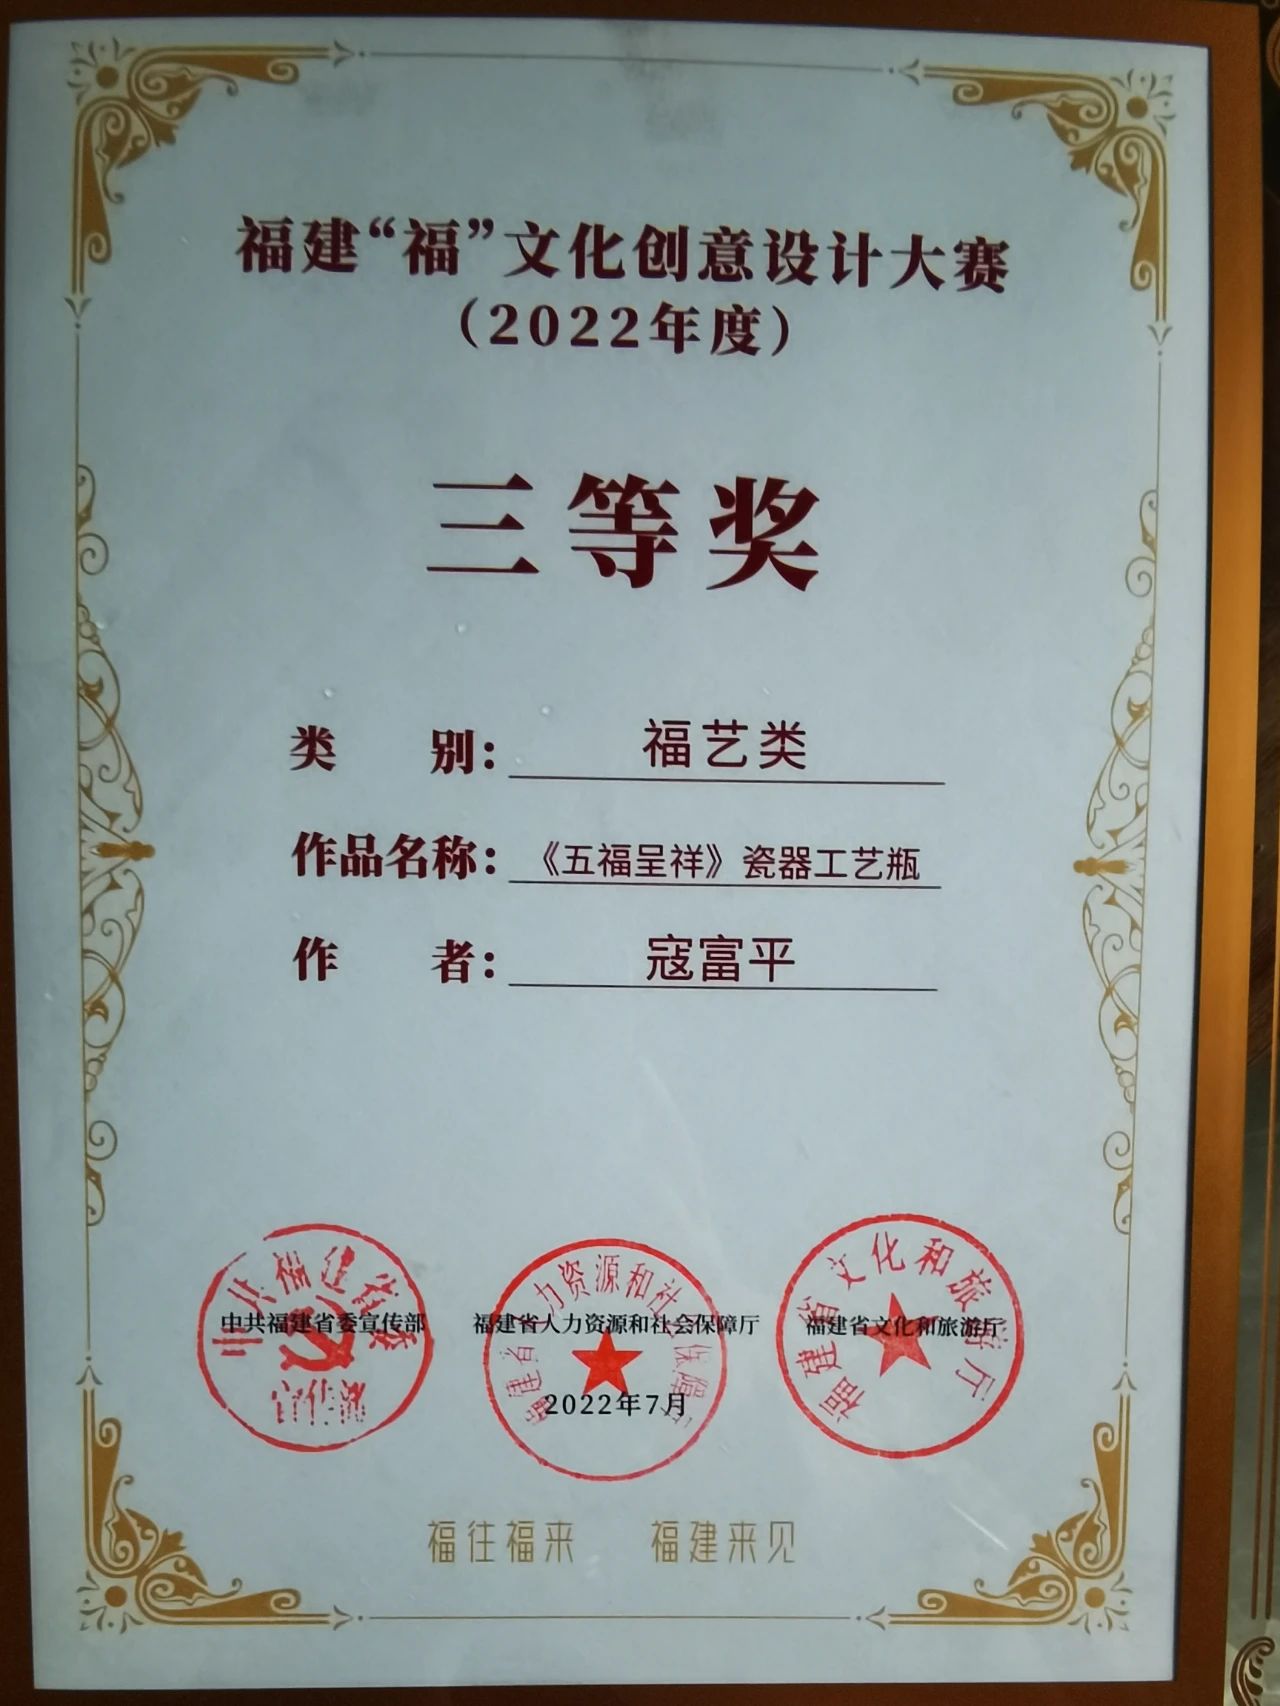 福建“福”文化创意设计大赛
（2022年度）
三等奖
类　别：福艺类
作品名称：《五福呈祥》瓷器工艺瓶
作　者：寇富平
中共福建省委宣传部　福建省人力资源和社会保障厅　福建省文化和旅游厅
2022年7月
福往福来　福建来见